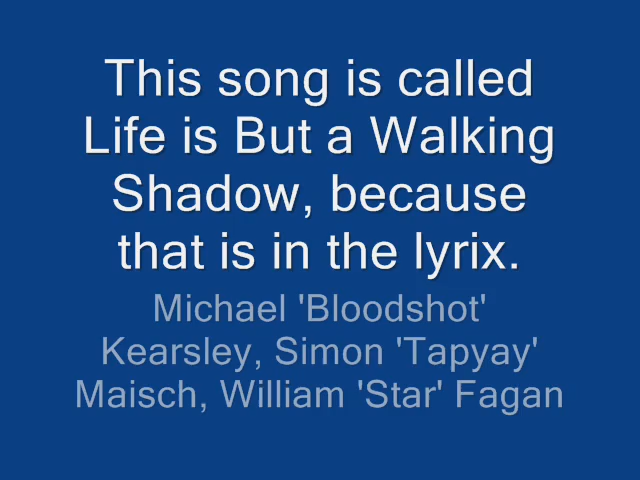 This song is called
Life is But a Walking
Shadow, because
that is in the lyrix.
Michael 'Bloodshot'
Kearsley, Simon 'Tapyay'
Maisch, William 'Star' Fagan